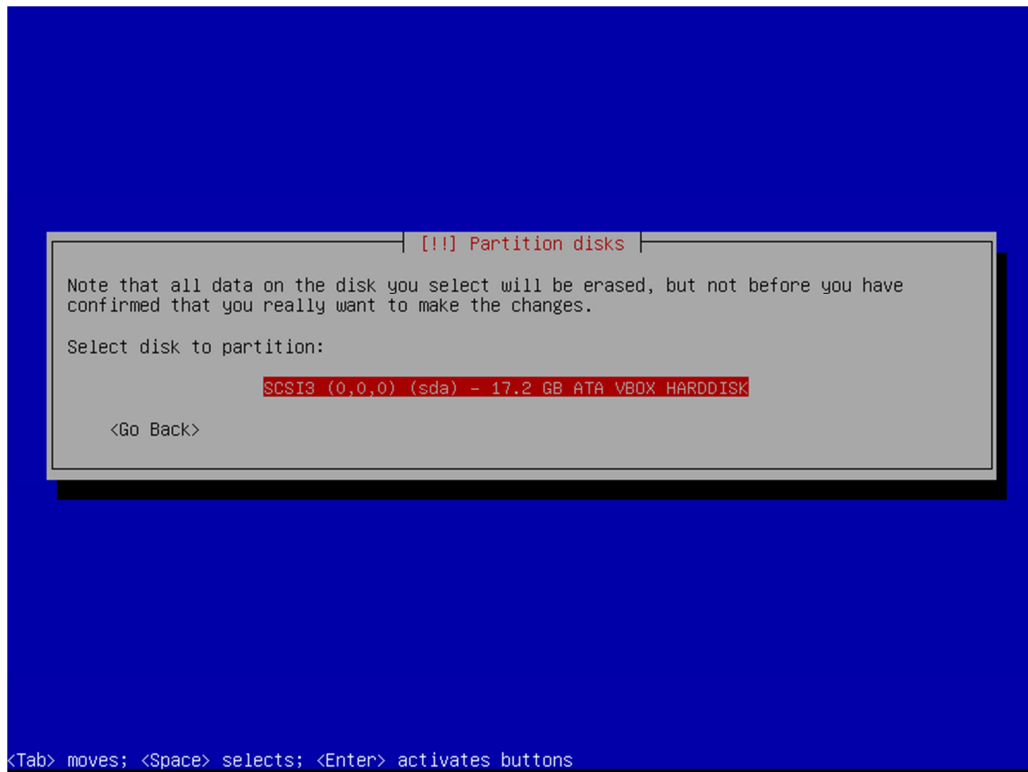 [!!] Partition disks
Note that all data on the disk you select will be erased, but not before you have
confirmed that you really want to make the changes.
Select disk to partition:
SCSI3 (0,0,0) (sda) - 17.2 GB ATA VBOX HARDDISK
<Go Back>
<Tab> moves; <Space> selects; <Enter> activates buttons